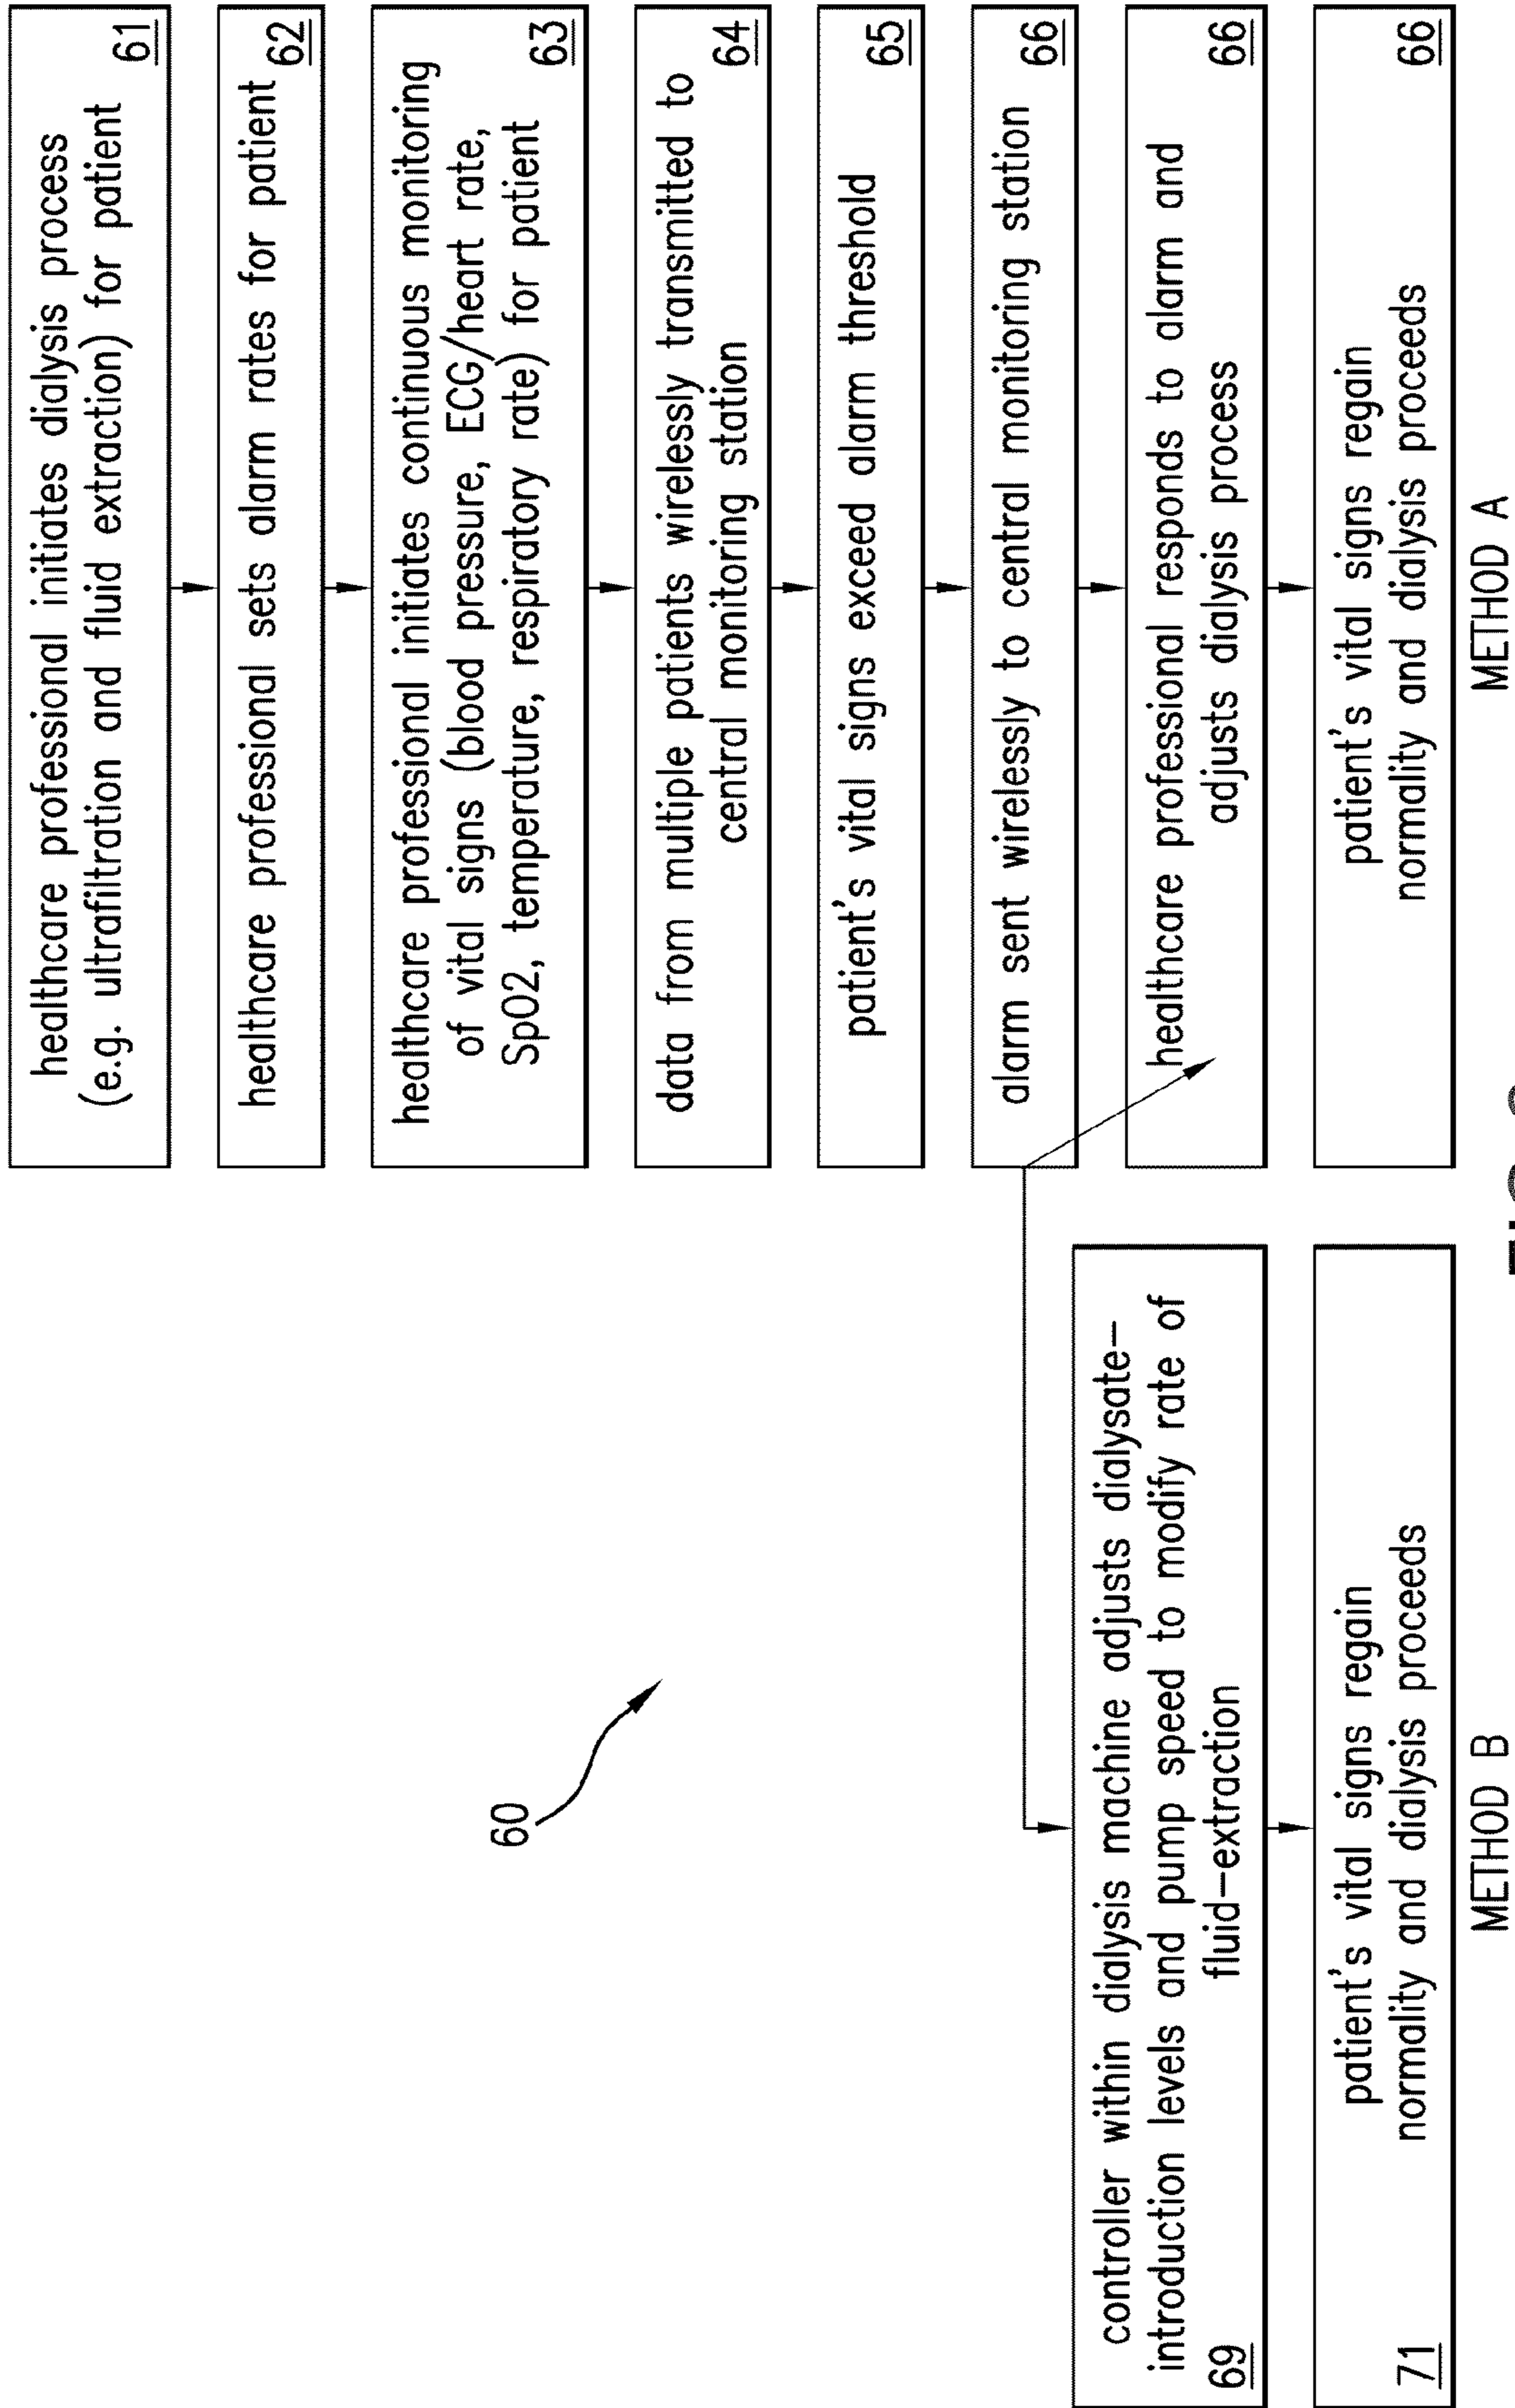 60
healthcare professional initiates dialysis process
(e.g. ultrafiltration and fluid extraction) for patient
61
healthcare professional sets alarm rates for patient
62
healthcare professional initiates continuous monitoring
of vital signs (blood pressure, ECG/heart rate,
SpO2, temperature, respiratory rate) for patient
63
data from multiple patients wirelessly transmitted to
central monitoring station
64
patient's vital signs exceed alarm threshold
65
alarm sent wirelessly to central monitoring station
66
healthcare professional responds to alarm and
adjusts dialysis process
66
patient's vital signs regain
normality and dialysis proceeds
66
METHOD A
controller within dialysis machine adjusts dialysate–
introduction levels and pump speed to modify rate of
fluid–extraction
69
patient's vital signs regain
normality and dialysis proceeds
71
METHOD B